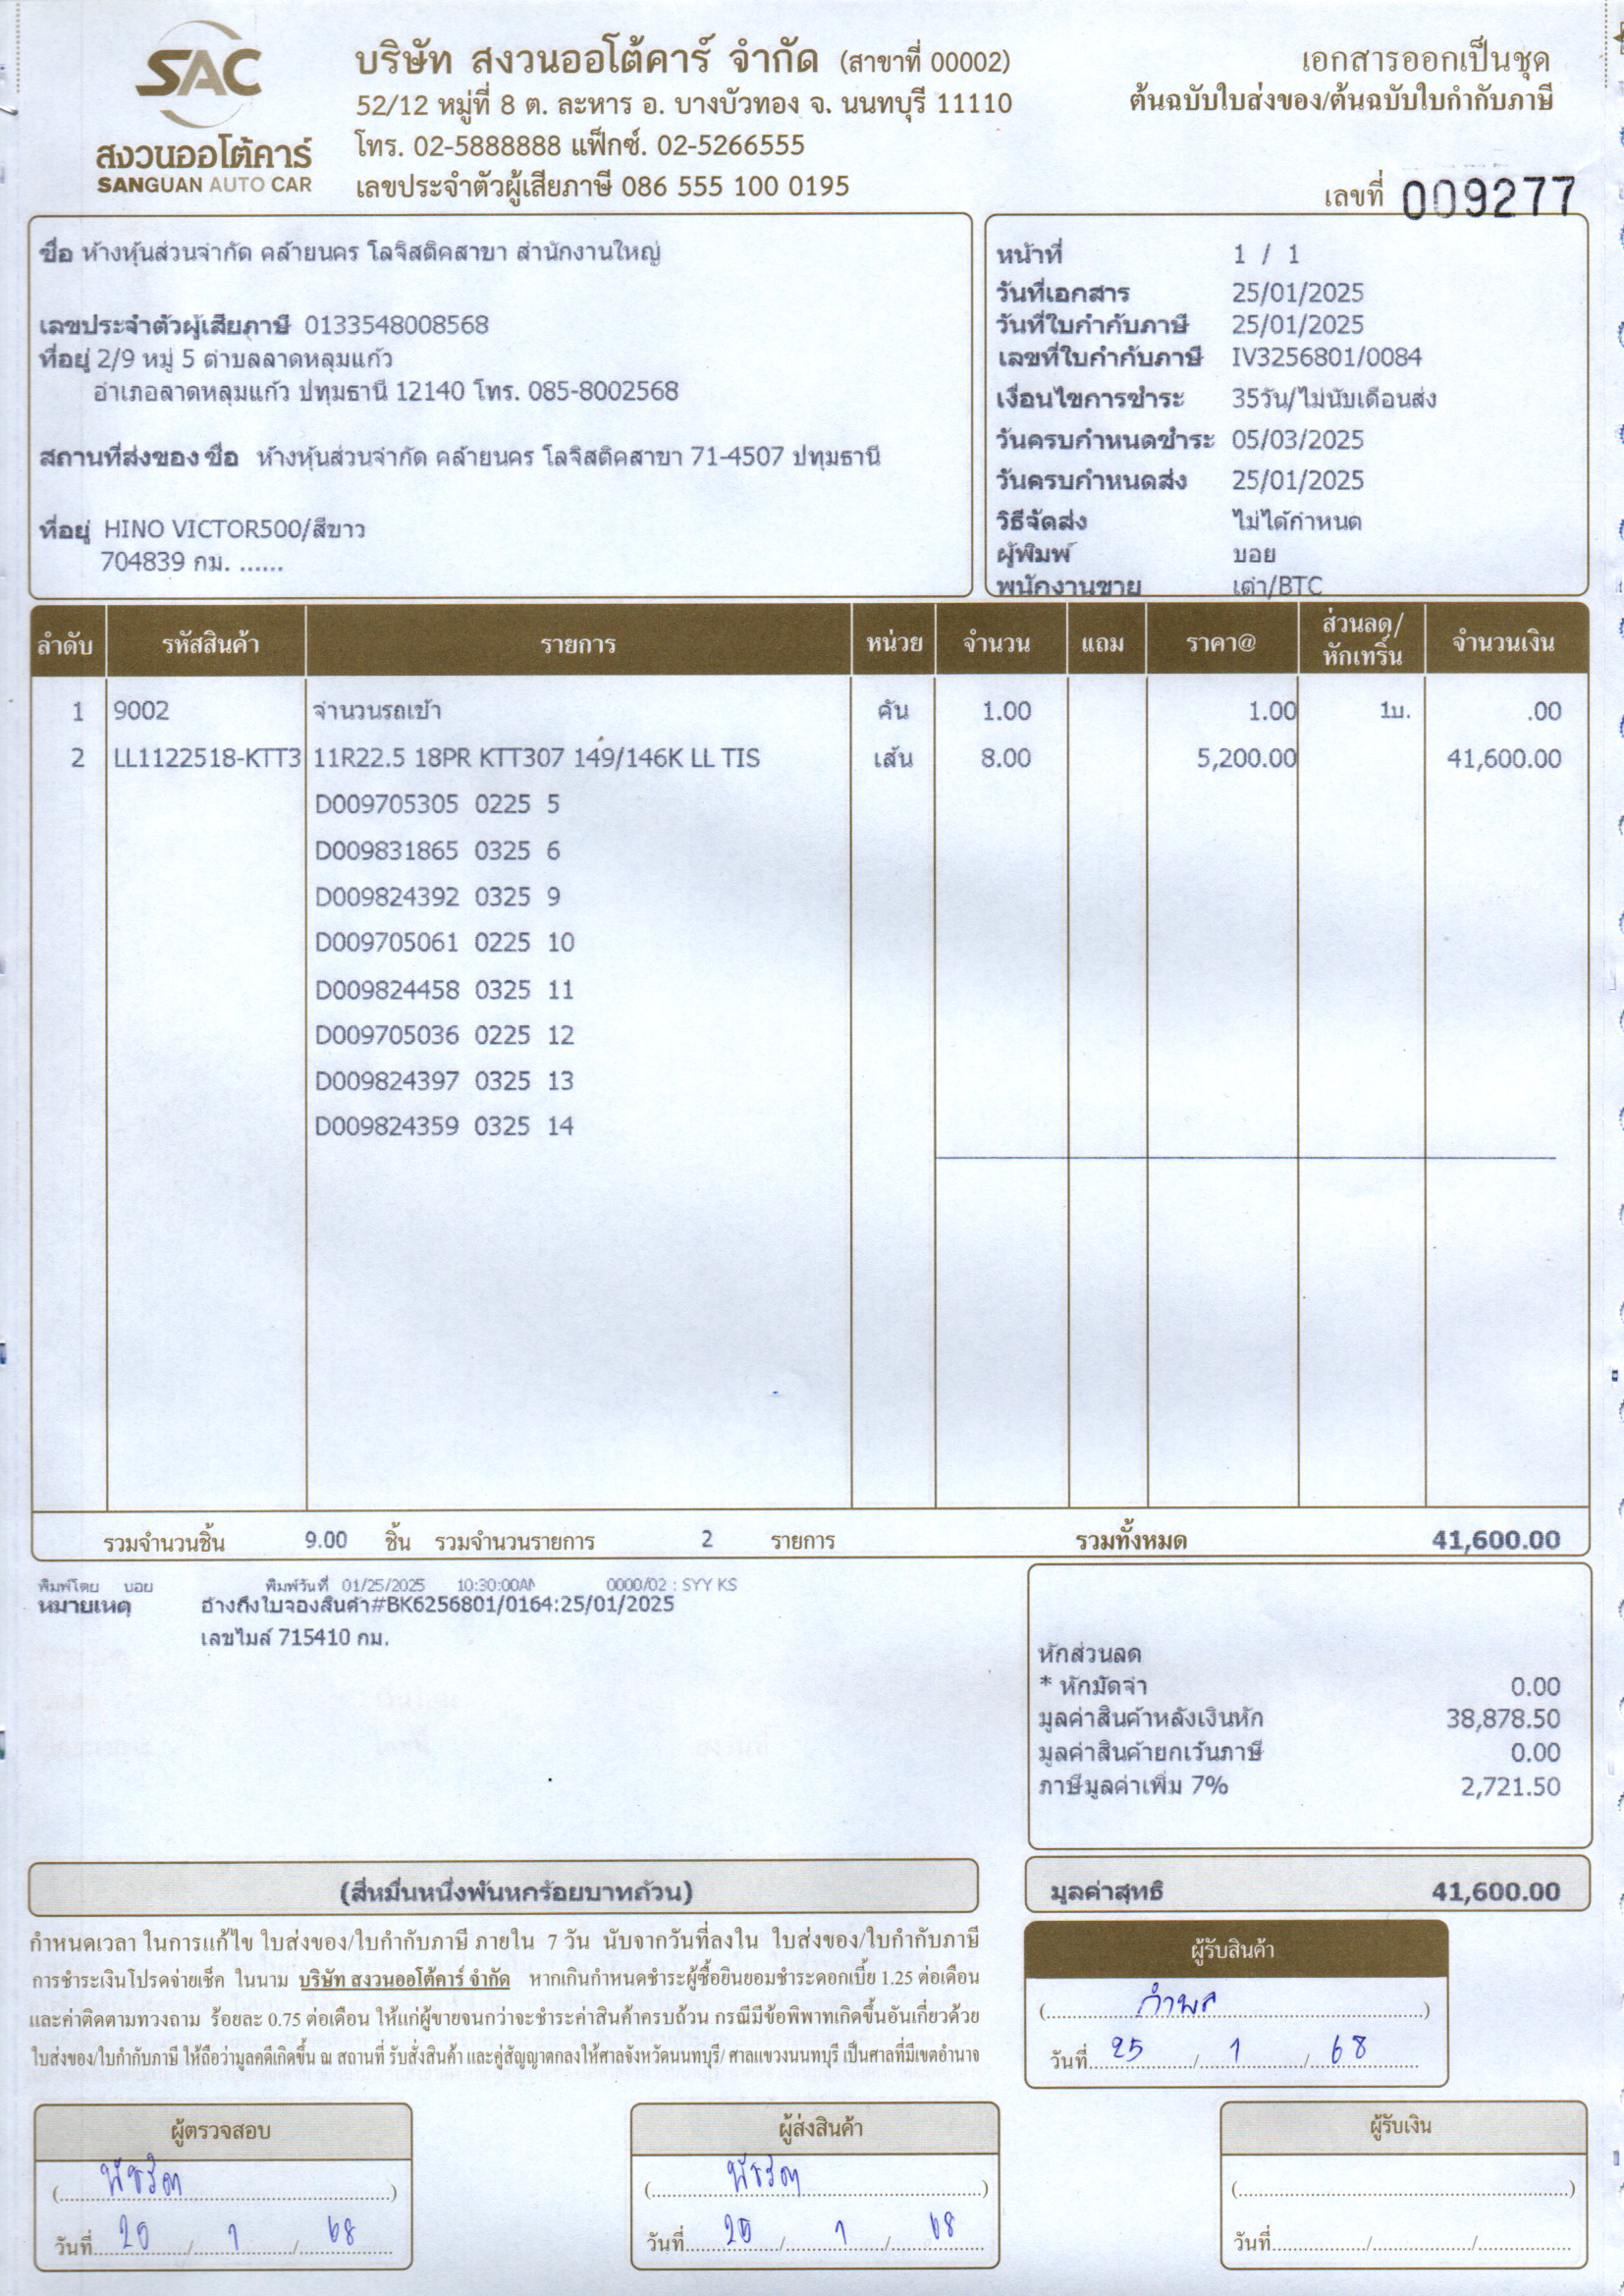 SAC
สงวนออโต้คาร์
SANGUAN AUTO CAR
บริษัท สงวนออโต้คาร์ จำกัด (สาขาที่ 00002)
52/12 หมู่ที่ 8 ต. ละหาร อ. บางบัวทอง จ. นนทบุรี 11110
โทร. 02-5888888 แฟ็กซ์. 02-5266555
เลขประจำตัวผู้เสียภาษี 086 555 100 0195
เอกสารออกเป็นชุด
ต้นฉบับใบส่งของ/ต้นฉบับใบกำกับภาษี
เลขที่ 009277
ชื่อ ห้างหุ้นส่วนจำกัด คล้ายนคร โลจิสติคสาขา สำนักงานใหญ่
เลขประจำตัวผู้เสียภาษี 0133548008568
ที่อยู่ 2/9 หมู่ 5 ตำบลลาดหลุมแก้ว
อำเภอลาดหลุมแก้ว ปทุมธานี 12140 โทร. 085-8002568
สถานที่ส่งของ ชื่อ ห้างหุ้นส่วนจำกัด คล้ายนคร โลจิสติคสาขา 71-4507 ปทุมธานี
ที่อยู่ HINO VICTOR500/สีขาว
704839 กม. ......
หน้าที่ 1 / 1
วันที่เอกสาร 25/01/2025
วันที่ใบกำกับภาษี 25/01/2025
เลขที่ใบกำกับภาษี IV3256801/0084
เงื่อนไขการชำระ 35วัน/ไม่นับเดือนส่ง
วันครบกำหนดชำระ 05/03/2025
วันครบกำหนดส่ง 25/01/2025
วิธีจัดส่ง ไม่ได้กำหนด
ผู้พิมพ์ บอย
พนักงานขาย เต่า/BTC
ลำดับ รหัสสินค้า รายการ หน่วย จำนวน แถม ราคา@ ส่วนลด/หักเทริ์น จำนวนเงิน
1 9002 จำนวนรถเข้า คัน 1.00 1.00 1บ. .00
2 LL1122518-KTT3 11R22.5 18PR KTT307 149/146K LL TIS เส้น 8.00 5,200.00 41,600.00
D009705305 0225 5
D009831865 0325 6
D009824392 0325 9
D009705061 0225 10
D009824458 0325 11
D009705036 0225 12
D009824397 0325 13
D009824359 0325 14
รวมจำนวนชิ้น 9.00 ชิ้น รวมจำนวนรายการ 2 รายการ รวมทั้งหมด 41,600.00
พิมพ์โดย บอย พิมพ์วันที่ 01/25/2025 10:30:00AM 0000/02 : SYY KS
หมายเหตุ อ้างถึงใบจองสินค้า#BK6256801/0164:25/01/2025
เลขไมล์ 715410 กม.
หักส่วนลด
* หักมัดจำ 0.00
มูลค่าสินค้าหลังเงินหัก 38,878.50
มูลค่าสินค้ายกเว้นภาษี 0.00
ภาษีมูลค่าเพิ่ม 7% 2,721.50
(สี่หมื่นหนึ่งพันหกร้อยบาทถ้วน)
มูลค่าสุทธิ 41,600.00
กำหนดเวลา ในการแก้ไข ใบส่งของ/ใบกำกับภาษี ภายใน 7 วัน นับจากวันที่ลงใน ใบส่งของ/ใบกำกับภาษี
การชำระเงินโปรดจ่ายเช็ค ในนาม บริษัท สงวนออโต้คาร์ จำกัด หากเกินกำหนดชำระผู้ซื้อยินยอมชำระดอกเบี้ย 1.25 ต่อเดือน
และค่าติดตามทวงถาม ร้อยละ 0.75 ต่อเดือน ให้แก่ผู้ขายจนกว่าจะชำระค่าสินค้าครบถ้วน กรณีมีข้อพิพาทเกิดขึ้นอันเกี่ยวด้วย
ใบส่งของ/ใบกำกับภาษี ให้ถือว่ามูลคดีเกิดขึ้น ณ สถานที่ รับสั่งสินค้า และคู่สัญญาตกลงให้ศาลจังหวัดนนทบุรี/ ศาลแขวงนนทบุรี เป็นศาลที่มีเขตอำนาจ
ผู้รับสินค้า
(กำพล)
วันที่ 25 / 1 / 68
ผู้ตรวจสอบ
วันที่ 25 / 1 / 68
ผู้ส่งสินค้า
วันที่ 25 / 1 / 68
ผู้รับเงิน
(..........)
วันที่........../........../..........